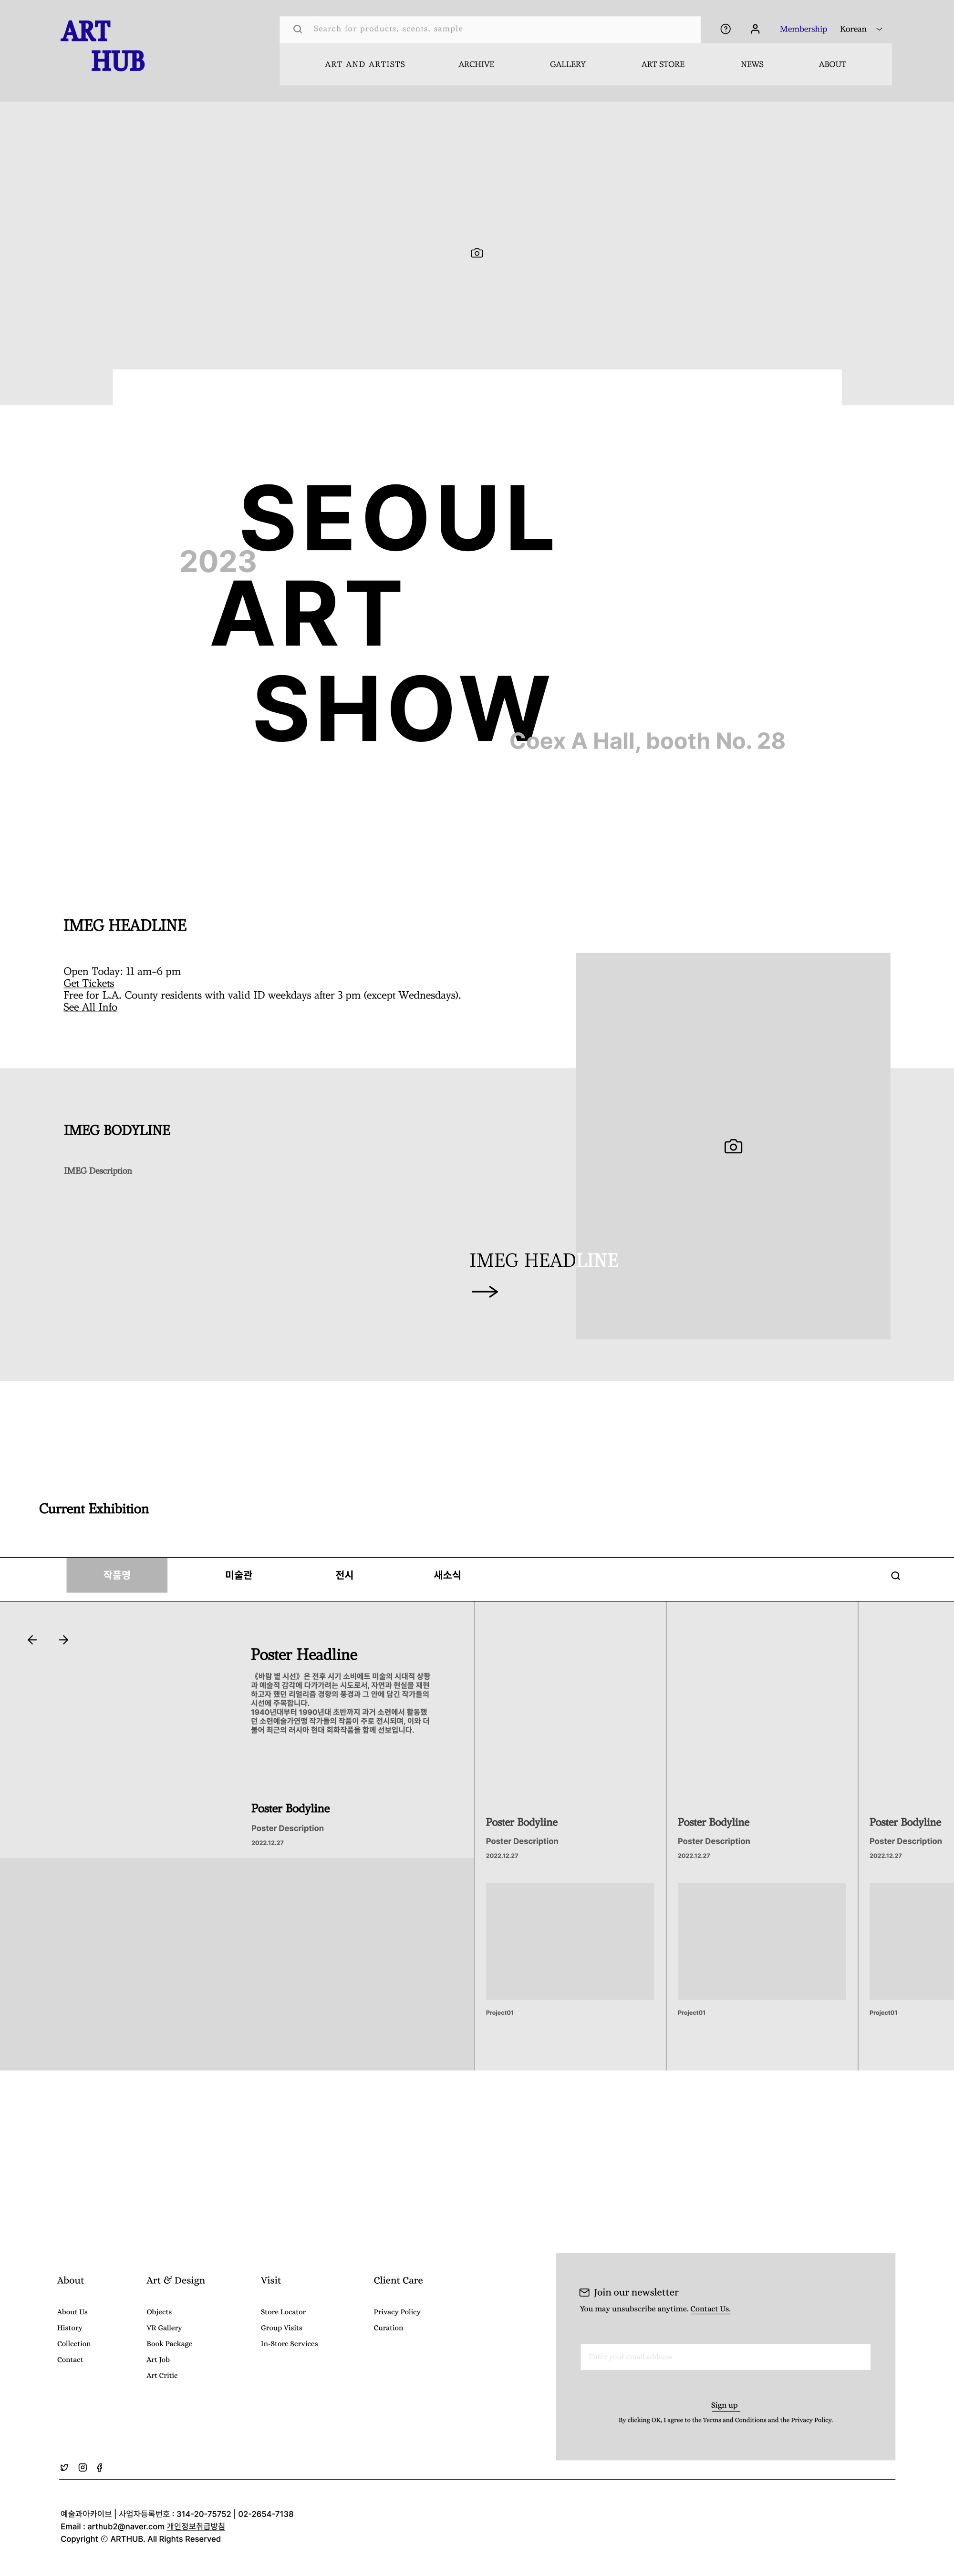 ART
HUB
Search for products, scents, sample
Membership
Korean
ART AND ARTISTS
ARCHIVE
GALLERY
ART STORE
NEWS
ABOUT
SEOUL
2023
ART
SHOW
Coex A Hall, booth No. 28
IMEG HEADLINE
Open Today: 11 am-6 pm
Get Tickets
Free for L.A. County residents with valid ID weekdays after 3 pm (except Wednesdays).
See All Info
IMEG BODYLINE
IMEG Description
IMEG HEADLINE
Current Exhibition
작품명
미술관
전시
새소식
Poster Headline
《바람 볕 시선》은 전후 시기 소비에트 미술의 시대적 상황
과 예술적 감각에 다가가려는 시도로서, 자연과 현실을 재현
하고자 했던 리얼리즘 경향의 풍경과 그 안에 담긴 작가들의
시선에 주목합니다.
1940년대부터 1990년대 초반까지 과거 소련에서 활동했
던 소련예술가연맹 작가들의 작품이 주로 전시되며, 이와 더
불어 최근의 러시아 현대 회화작품을 함께 선보입니다.
Poster Bodyline
Poster Description
2022.12.27
Poster Bodyline
Poster Description
2022.12.27
Project01
Poster Bodyline
Poster Description
2022.12.27
Project01
Poster Bodyline
Poster Description
2022.12.27
Project01
About
About Us
History
Collection
Contact
Art & Design
Objects
VR Gallery
Book Package
Art Job
Art Critic
Visit
Store Locator
Group Visits
In-Store Services
Client Care
Privacy Policy
Curation
Join our newsletter
You may unsubscribe anytime. Contact Us.
Enter your email address
Sign up
By clicking OK, I agree to the Terms and Conditions and the Privacy Policy.
예술과아카이브 | 사업자등록번호 : 314-20-75752 | 02-2654-7138
Email : arthub2@naver.com 개인정보취급방침
Copyright ⓒ ARTHUB. All Rights Reserved